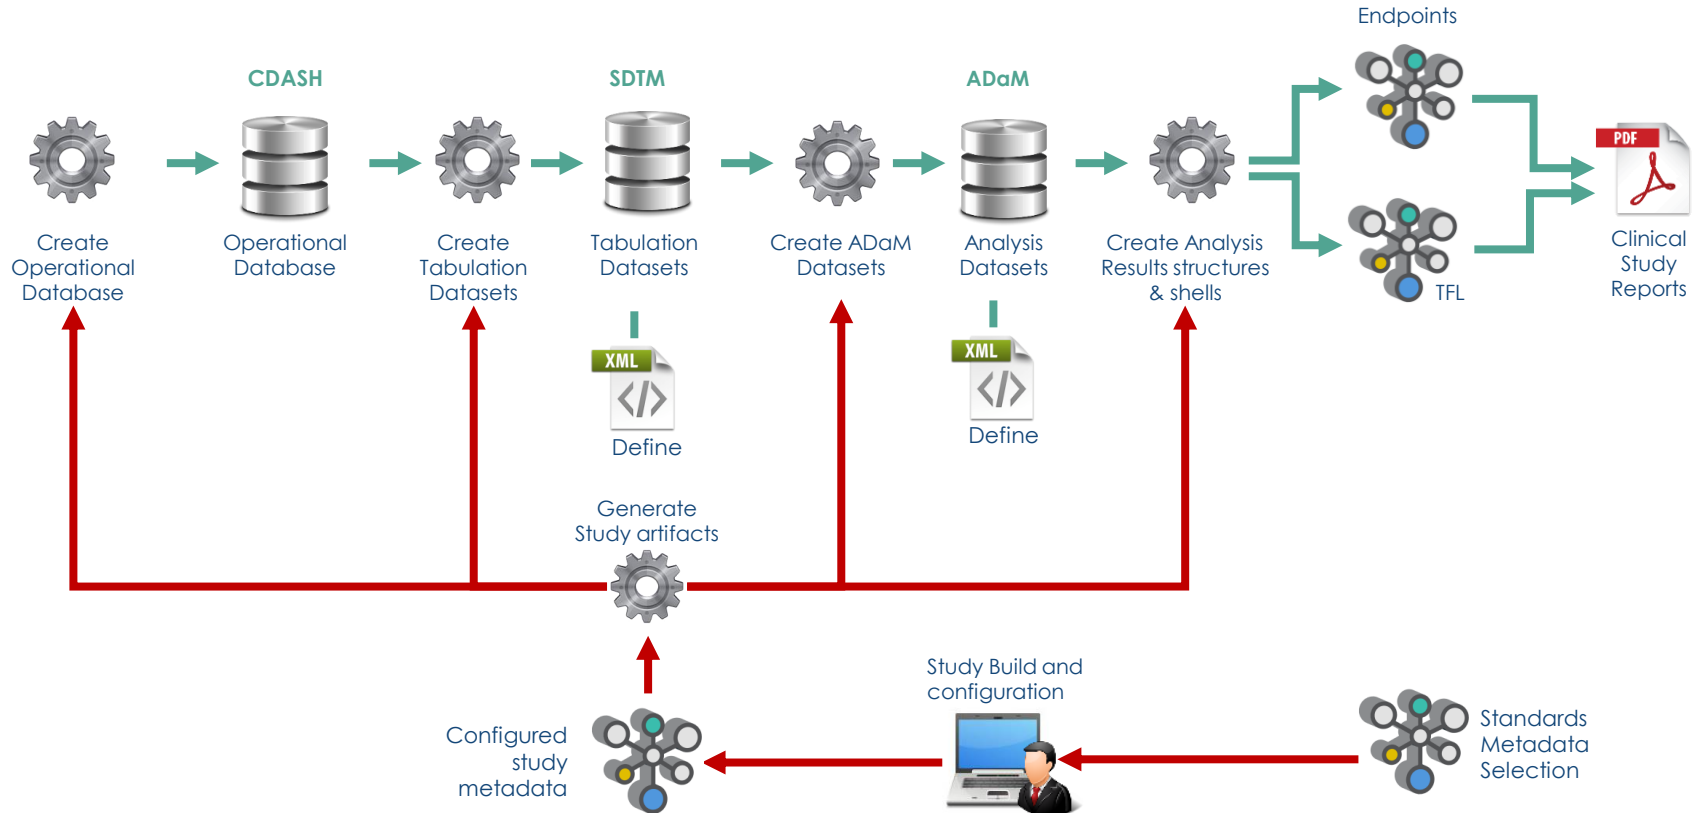 Endpoints
CDASH
SDTM
ADaM
PDF
Create
Operational
Database
Operational
Database
Create
Tabulation
Datasets
Tabulation
Datasets
Create ADaM
Datasets
Analysis
Datasets
Create Analysis
Results structures
& shells
TFL
Clinical
Study
Reports
XML
</>
Define
XML
</>
Define
Generate
Study artifacts
Study Build and
configuration
Configured
study
metadata
Standards
Metadata
Selection